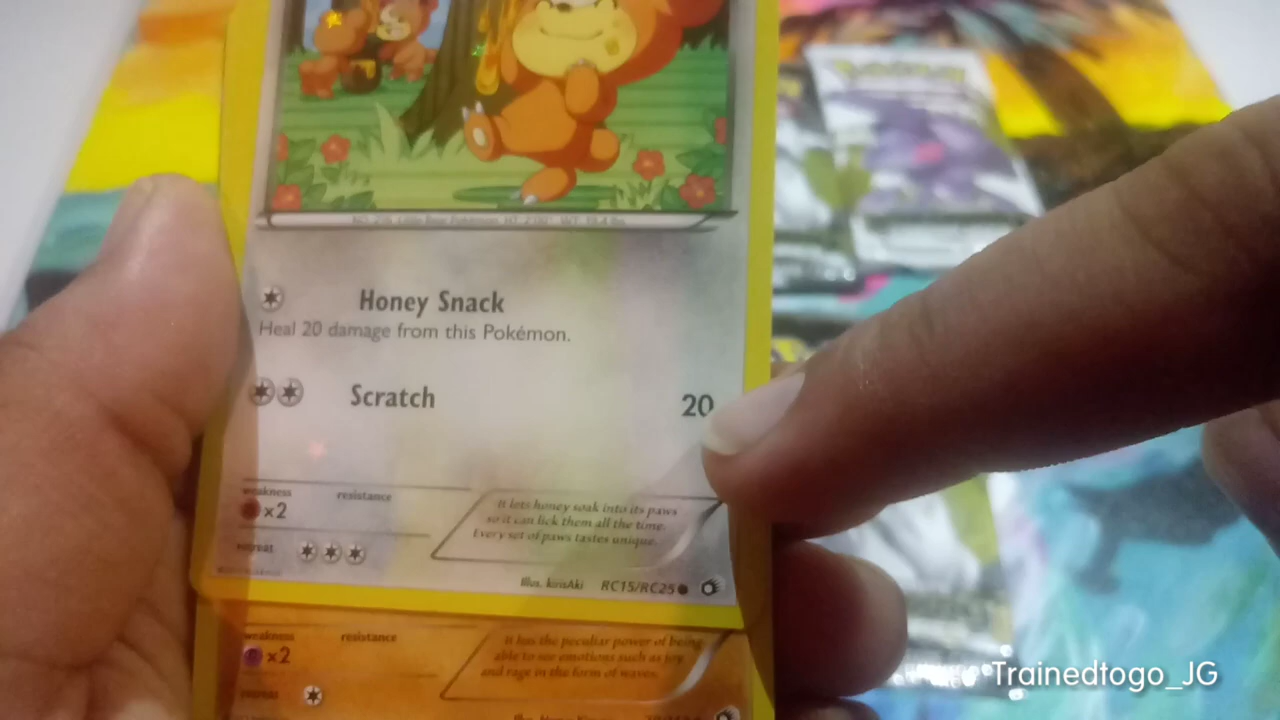 Honey Snack
Heal 20 damage from this Pokémon.
Scratch 20
weakness resistance
x2
It lets honey soak into its paws
so it can lick them all the time.
Every set of paws tastes unique.
retreat
Illus. kirisAki RC15/RC25
weakness resistance
x2
It has the peculiar power of being
able to see emotions such as joy
and rage in the form of waves.
retreat
Trainedtogo_JG